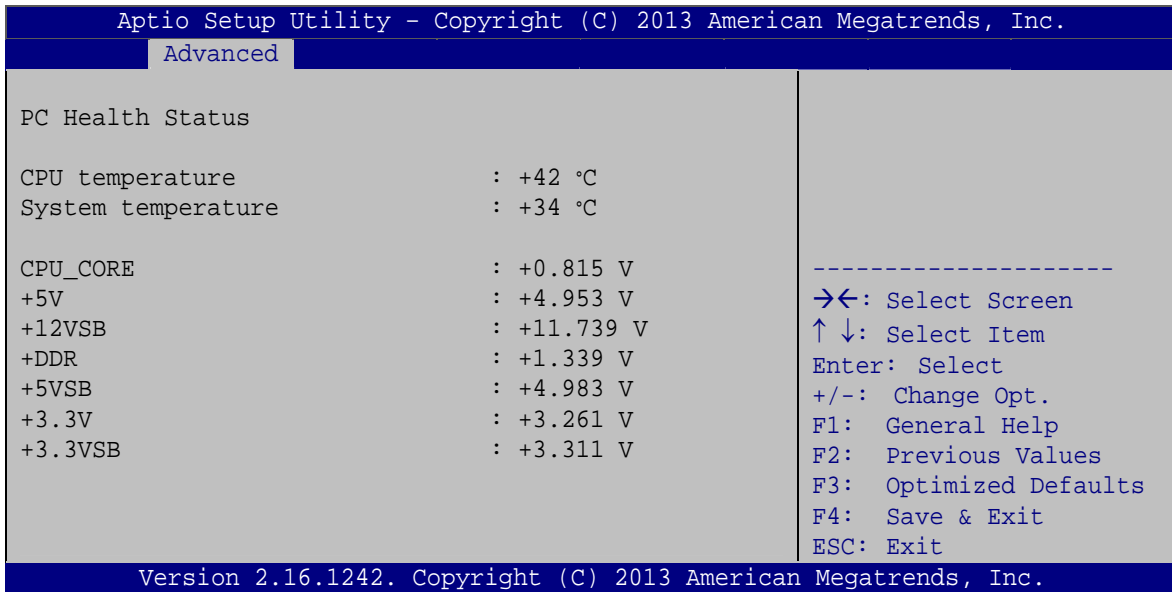 Aptio Setup Utility – Copyright (C) 2013 American Megatrends, Inc.
Advanced
PC Health Status
CPU temperature : +42 °C
System temperature : +34 °C
CPU_CORE : +0.815 V
+5V : +4.953 V
+12VSB : +11.739 V
+DDR : +1.339 V
+5VSB : +4.983 V
+3.3V : +3.261 V
+3.3VSB : +3.311 V
---------------------
→←: Select Screen
↑ ↓: Select Item
Enter: Select
+/-: Change Opt.
F1: General Help
F2: Previous Values
F3: Optimized Defaults
F4: Save & Exit
ESC: Exit
Version 2.16.1242. Copyright (C) 2013 American Megatrends, Inc.